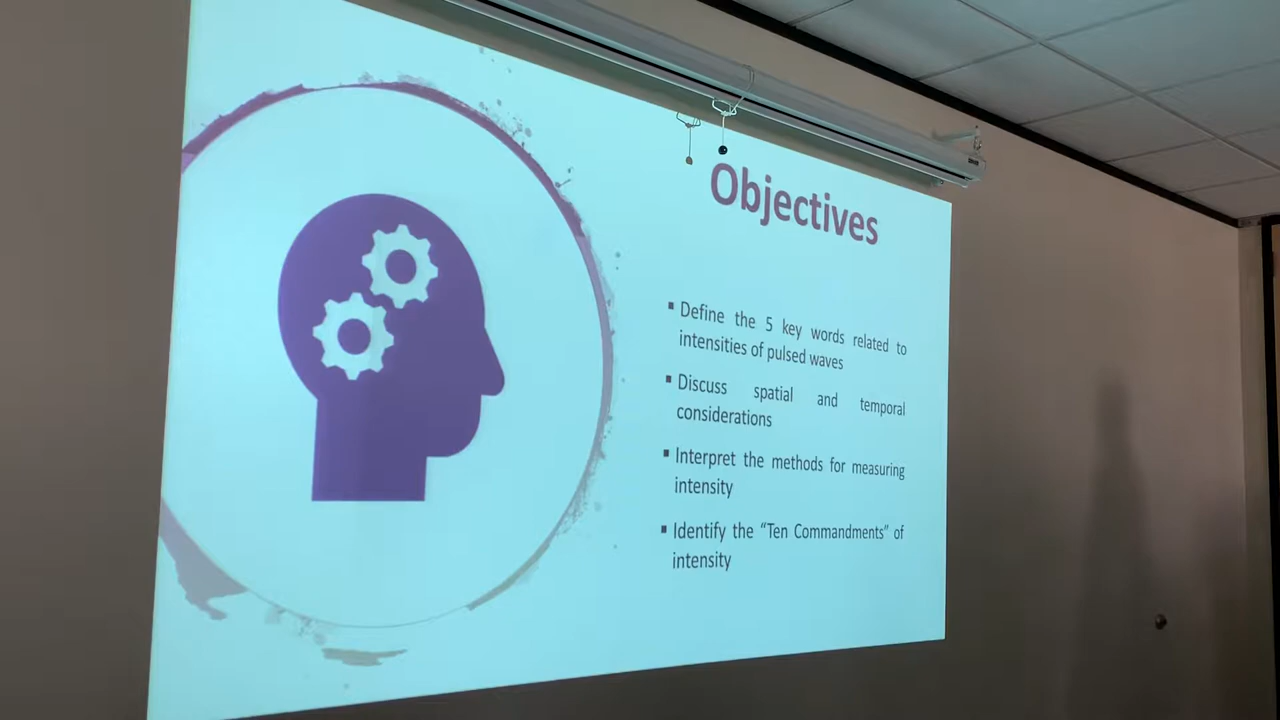 Objectives
▪ Define the 5 key words related to
intensities of pulsed waves
▪ Discuss spatial and temporal
considerations
▪ Interpret the methods for measuring
intensity
▪ Identify the “Ten Commandments” of
intensity